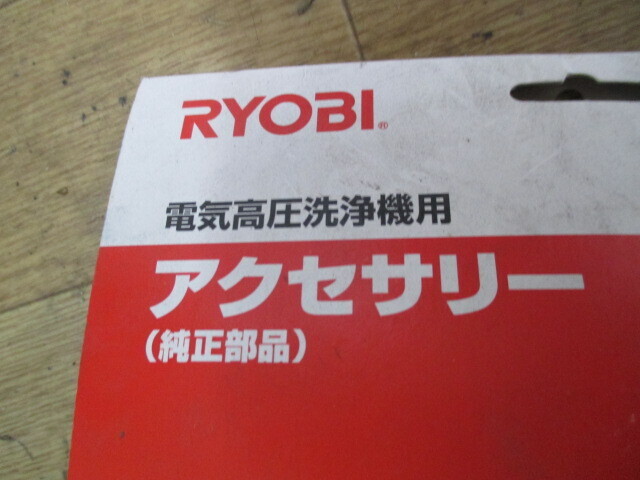 RYOBI®
電気高圧洗浄機用
アクセサリー
(純正部品)